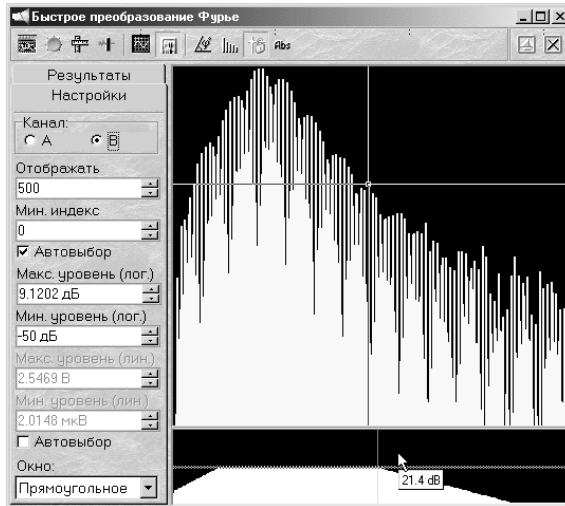 Быстрое преобразование Фурье
Abs
Результаты
Настройки
Канал:
A B
Отображать
500
Мин. индекс
0
Автовыбор
Макс. уровень (лог.)
9.1202 дБ
Мин. уровень (лог.)
-50 дБ
Макс. уровень (лин.)
2.5469 В
Мин. уровень (лин.)
2.0148 мкВ
Автовыбор
Окно:
Прямоугольное
21.4 dB